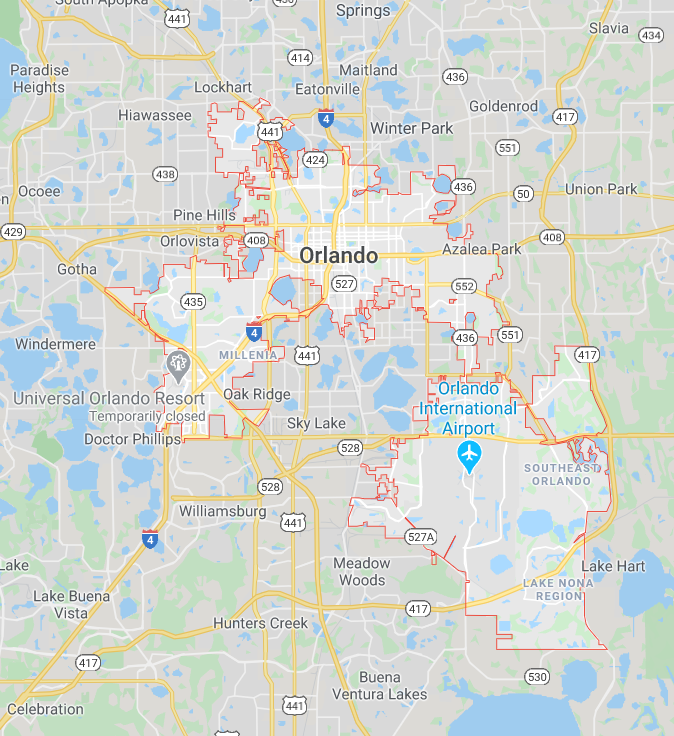 South Apopka
441
Springs
Slavia
434
414
Paradise
Heights
Maitland
436
Lockhart
Eatonville
Goldenrod
Hiawassee
4
417
441
Winter Park
551
424
438
436
Ocoee
50
Union Park
Pine Hills
429
408
Orlovista
408
Orlando
Azalea Park
Gotha
527
552
435
4
436
551
Windermere
MILLENIA
441
417
Universal Orlando Resort
Temporarily closed
Oak Ridge
Orlando
International
Airport
Sky Lake
Doctor Phillips
528
SOUTHEAST
ORLANDO
528
Williamsburg
441
4
527A
Meadow
Woods
Lake Hart
Lake
LAKE NONA
REGION
Lake Buena
Vista
417
Hunters Creek
417
Buena
Ventura Lakes
530
441
Celebration